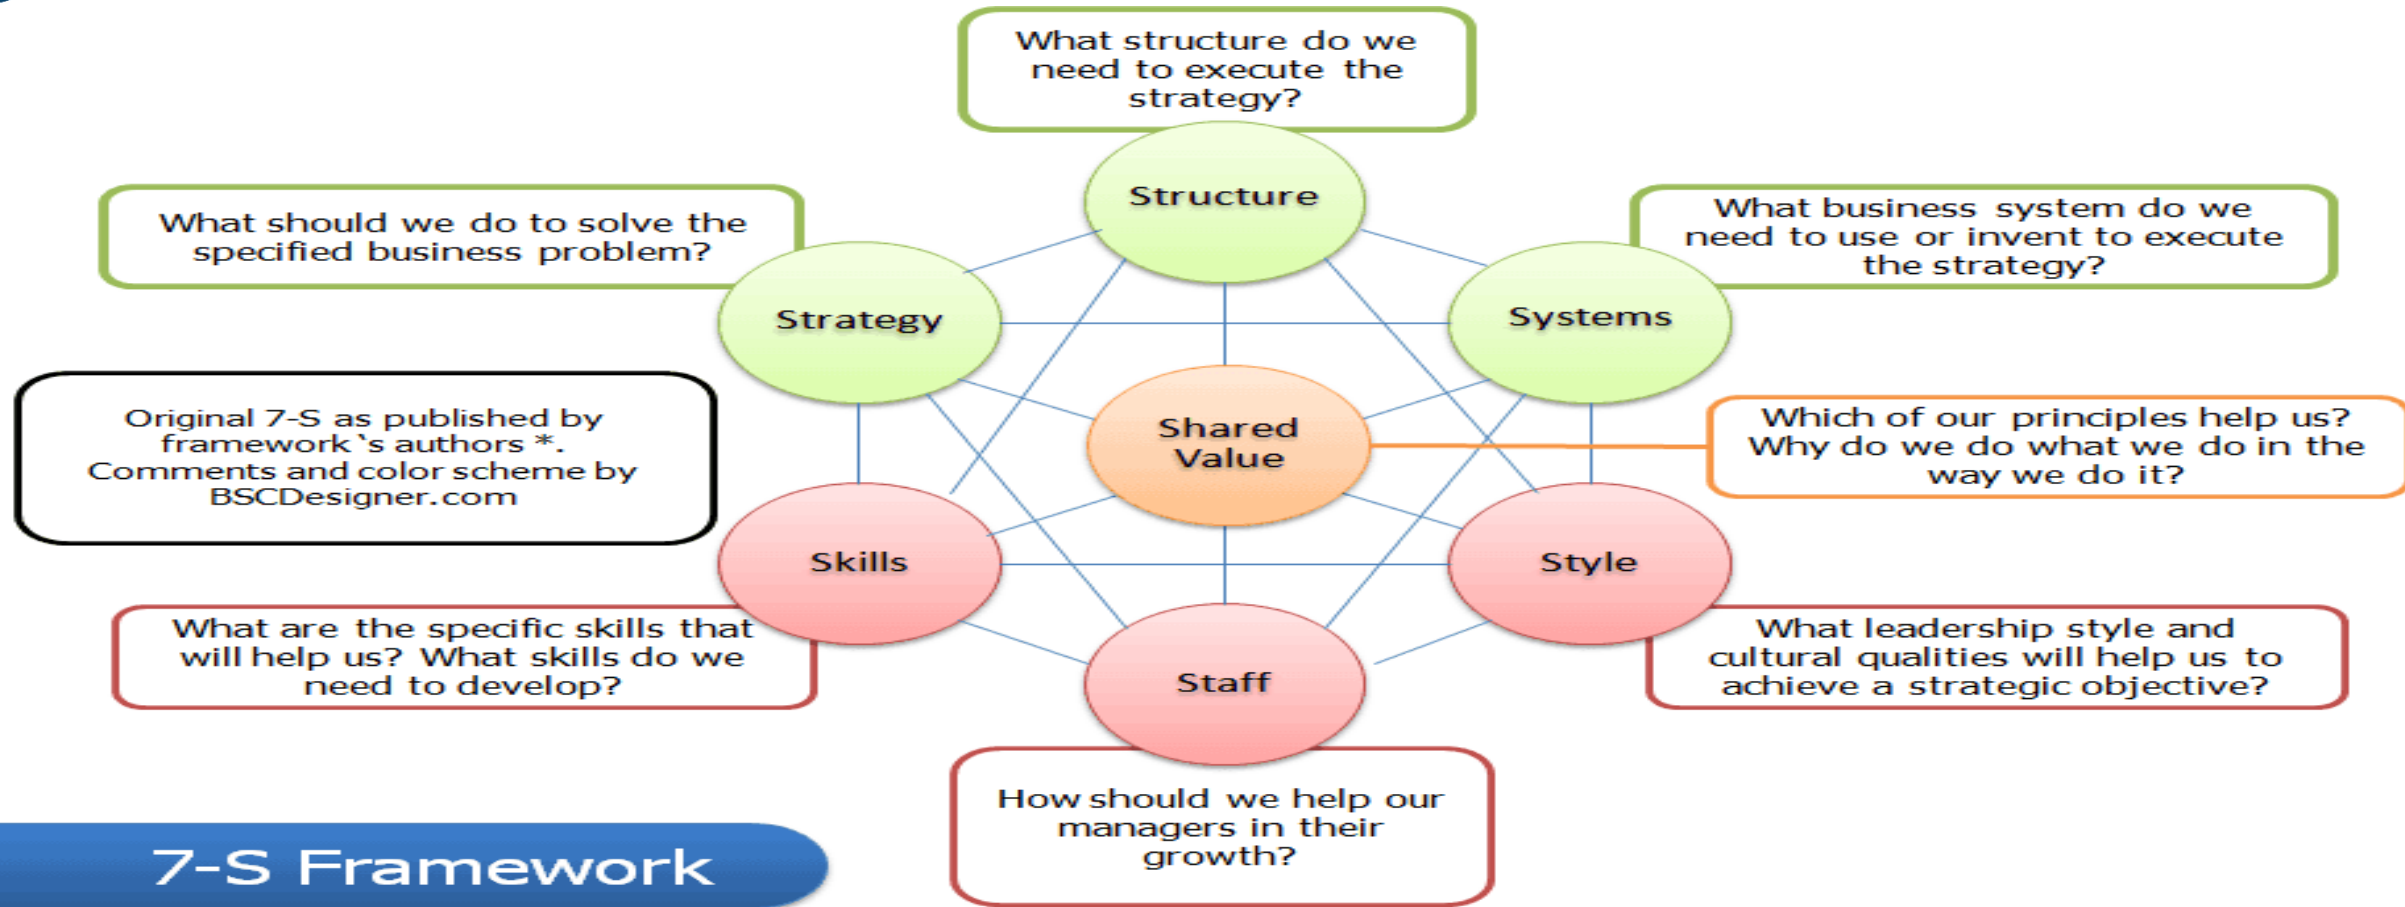 What structure do we
need to execute the
strategy?
Structure
What should we do to solve the
specified business problem?
What business system do we
need to use or invent to execute
the strategy?
Strategy
Systems
Original 7-S as published by
framework`s authors *.
Comments and color scheme by
BSCDesigner.com
Shared
Value
Which of our principles help us?
Why do we do what we do in the
way we do it?
Skills
Style
What are the specific skills that
will help us? What skills do we
need to develop?
What leadership style and
cultural qualities will help us to
achieve a strategic objective?
Staff
How should we help our
managers in their
growth?
7-S Framework